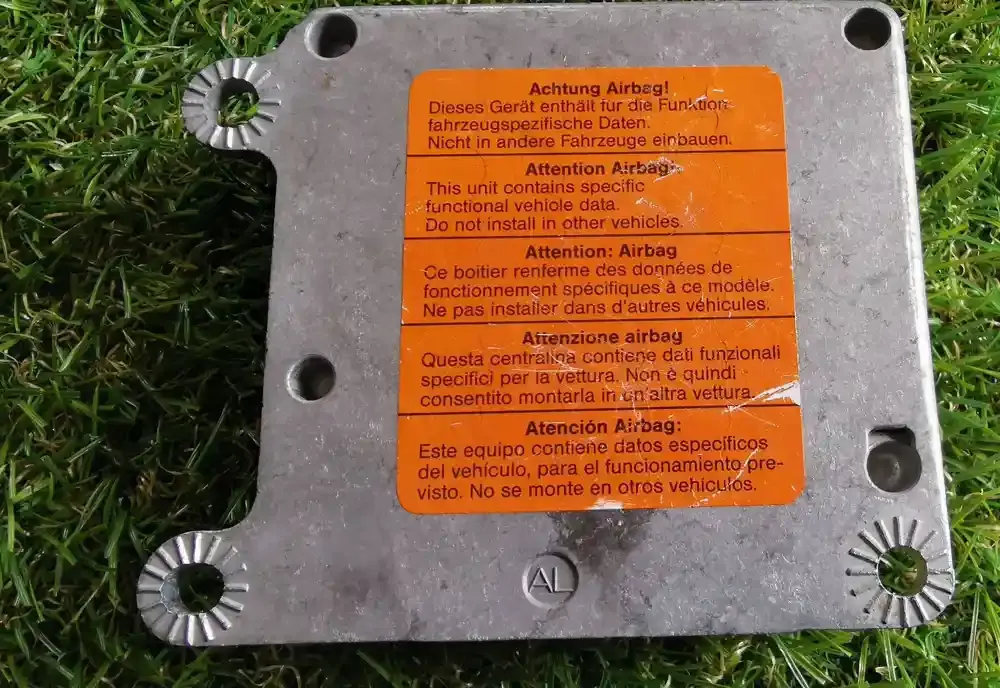 Achtung Airbag!
Dieses Gerät enthält fur die Funktion
fahrzeugspezifische Daten.
Nicht in andere Fahrzeuge einbauen.
Attention Airbag:
This unit contains specific
functional vehiole data.
Do not install in other vehicles.
Attention: Airbag
Ce boitier renferme des données de
fonctionnement spécifiques à ce modèle.
Ne pas installer dans d'autres véhicules.
Attenzione airbag
Questa centralina contiene dati funzionali
specifici per la vettura. Non è quindi
consentito montarla in un'altra vettura.
Atención Airbag:
Este equipo contiene datos específicos
del vehículo, para el funcionamiento pre-
visto. No se monte en otros vehiculos.
AL